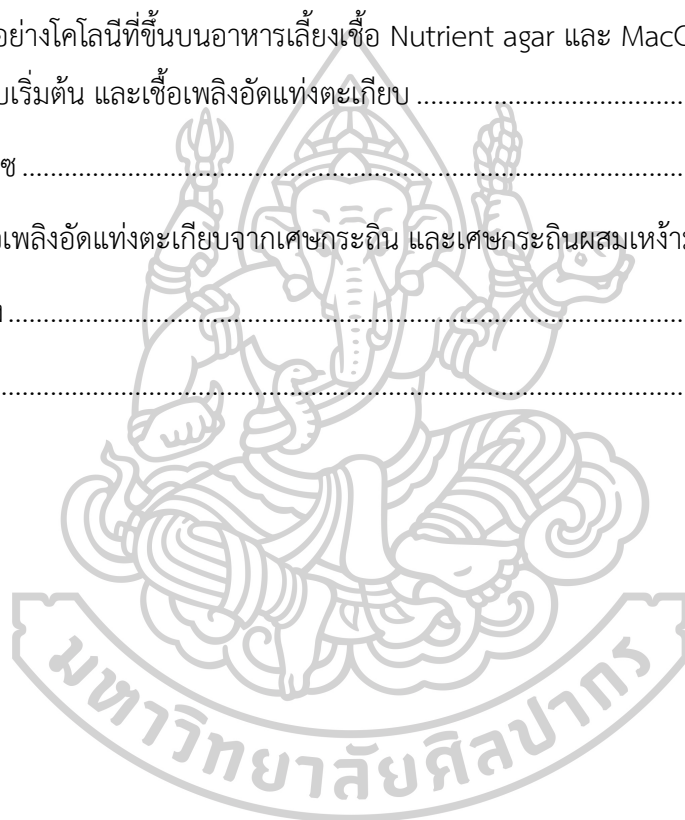 อย่างโคโลนีที่ขึ้นบนอาหารเลี้ยงเชื้อ Nutrient agar และ MacC
บเริ่มต้น และเชื้อเพลิงอัดแท่งตะเกียบ ................................................
ซ ................................................................................................
อเพลิงอัดแท่งตะเกียบจากเศษกระถิน และเศษกระถินผสมเหง้าม
................................................................................................
................................................................................................
มหาวิทยาลัยศิลปากร